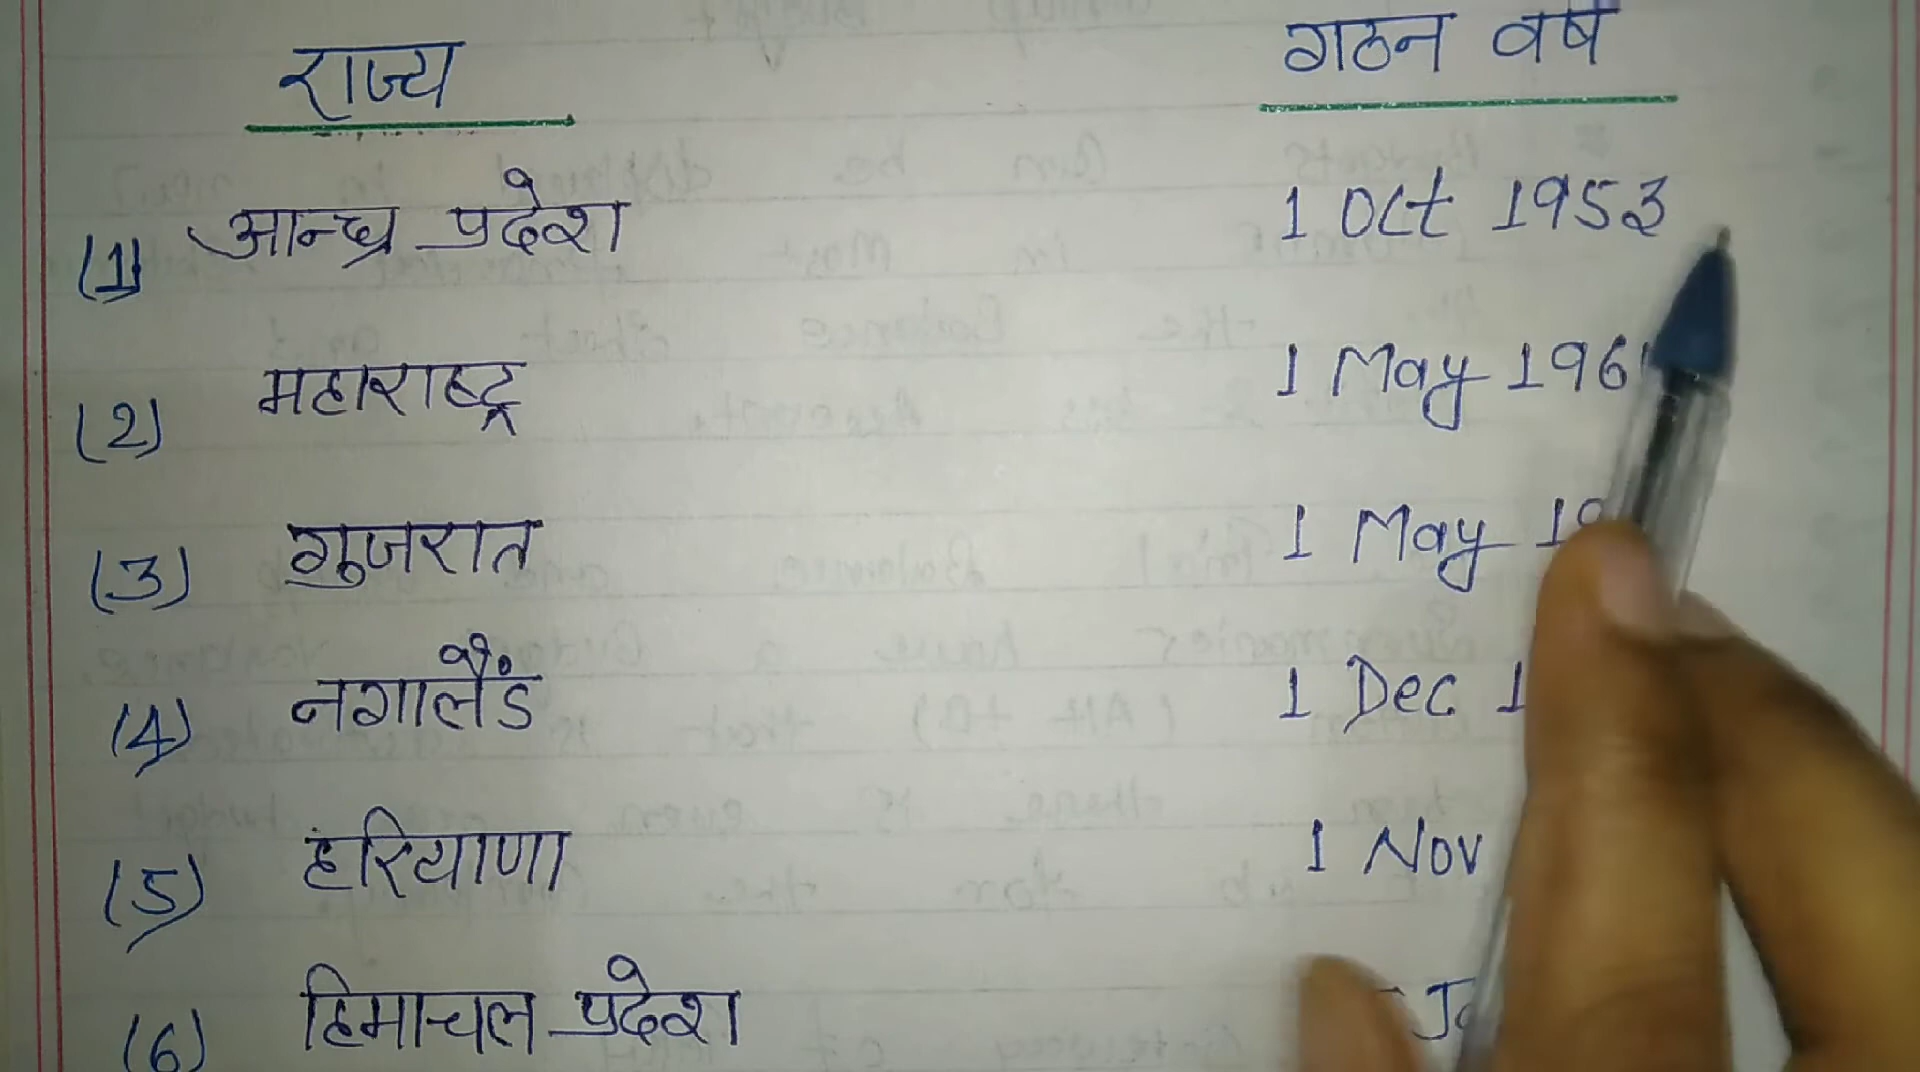 राज्य गठन वर्ष
(1) आन्ध्र प्रदेश 1 Oct 1953
(2) महाराष्ट्र 1 May
(3) गुजरात 1 May
(4) नगालैंड 1 Dec
(5) हरियाणा 1 Nov
(6) हिमाचल प्रदेश